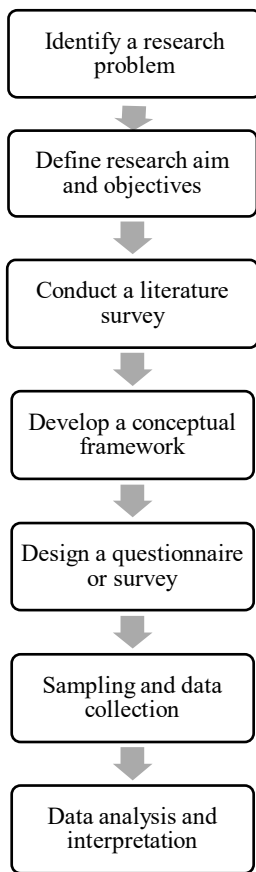 Identify a research
problem
Define research aim
and objectives
Conduct a literature
survey
Develop a conceptual
framework
Design a questionnaire
or survey
Sampling and data
collection
Data analysis and
interpretation